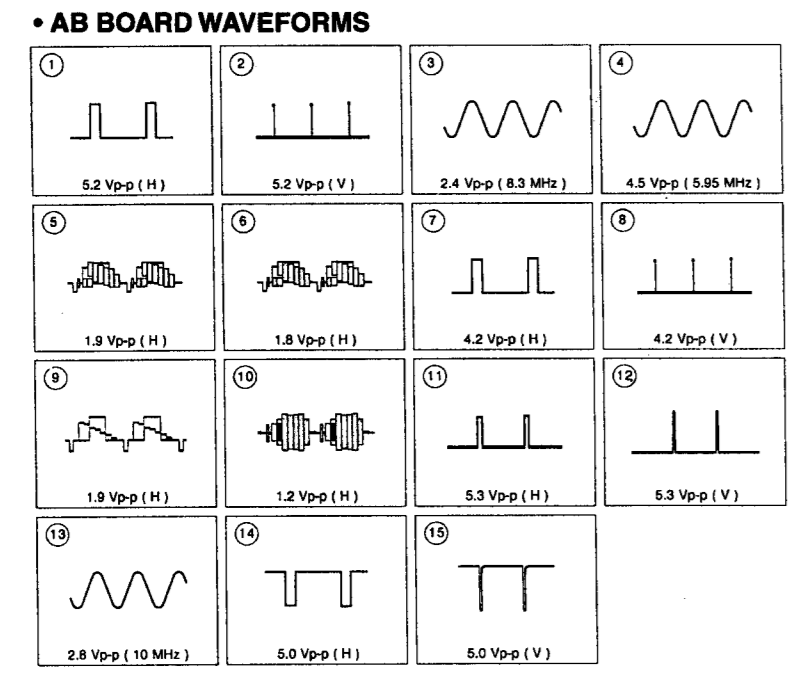 • AB BOARD WAVEFORMS
1 2 3 4
5.2 Vp-p ( H ) 5.2 Vp-p ( V ) 2.4 Vp-p ( 8.3 MHz ) 4.5 Vp-p ( 5.95 MHz )
5 6 7 8
1.9 Vp-p ( H ) 1.8 Vp-p ( H ) 4.2 Vp-p ( H ) 4.2 Vp-p ( V )
9 10 11 12
1.9 Vp-p ( H ) 1.2 Vp-p ( H ) 5.3 Vp-p ( H ) 5.3 Vp-p ( V )
13 14 15
2.8 Vp-p ( 10 MHz ) 5.0 Vp-p ( H ) 5.0 Vp-p ( V )